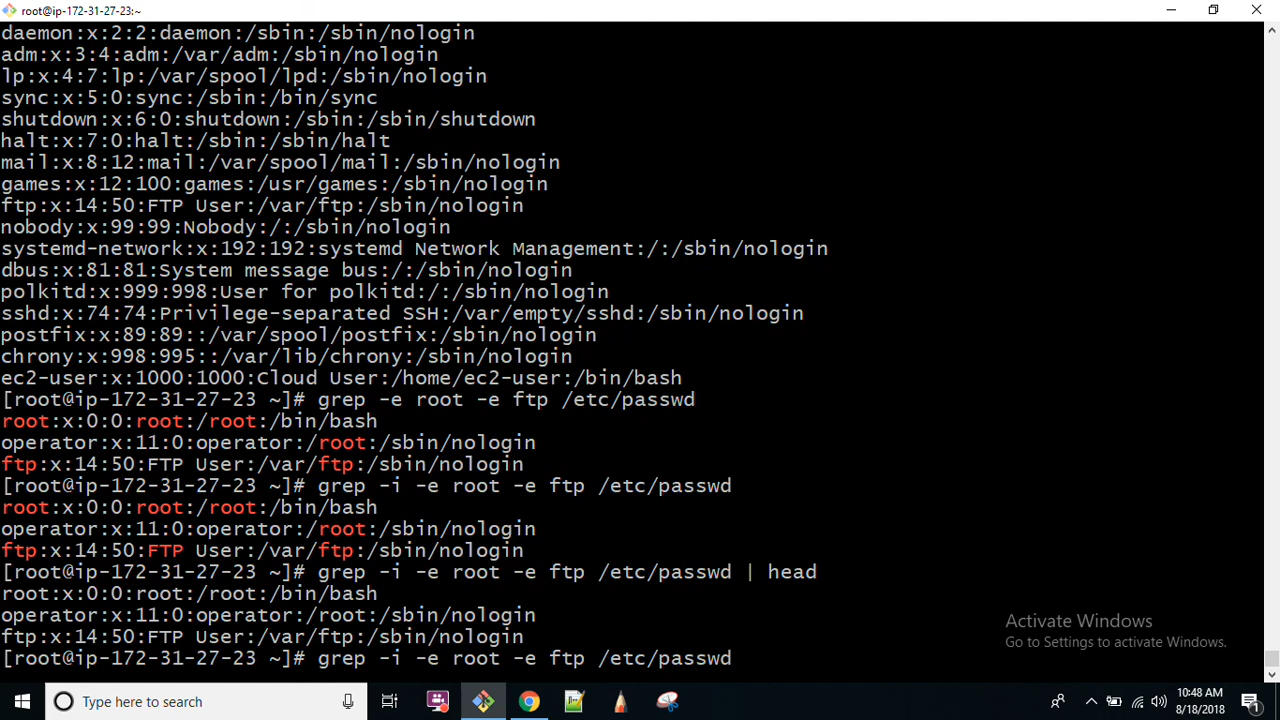 root@ip-172-31-27-23:~
daemon:x:2:2:daemon:/sbin:/sbin/nologin
adm:x:3:4:adm:/var/adm:/sbin/nologin
lp:x:4:7:lp:/var/spool/lpd:/sbin/nologin
sync:x:5:0:sync:/sbin:/bin/sync
shutdown:x:6:0:shutdown:/sbin:/sbin/shutdown
halt:x:7:0:halt:/sbin:/sbin/halt
mail:x:8:12:mail:/var/spool/mail:/sbin/nologin
games:x:12:100:games:/usr/games:/sbin/nologin
ftp:x:14:50:FTP User:/var/ftp:/sbin/nologin
nobody:x:99:99:Nobody:/:/sbin/nologin
systemd-network:x:192:192:systemd Network Management:/:/sbin/nologin
dbus:x:81:81:System message bus:/:/sbin/nologin
polkitd:x:999:998:User for polkitd:/:/sbin/nologin
sshd:x:74:74:Privilege-separated SSH:/var/empty/sshd:/sbin/nologin
postfix:x:89:89::/var/spool/postfix:/sbin/nologin
chrony:x:998:995::/var/lib/chrony:/sbin/nologin
ec2-user:x:1000:1000:Cloud User:/home/ec2-user:/bin/bash
[root@ip-172-31-27-23 ~]# grep -e root -e ftp /etc/passwd
root:x:0:0:root:/root:/bin/bash
operator:x:11:0:operator:/root:/sbin/nologin
ftp:x:14:50:FTP User:/var/ftp:/sbin/nologin
[root@ip-172-31-27-23 ~]# grep -i -e root -e ftp /etc/passwd
root:x:0:0:root:/root:/bin/bash
operator:x:11:0:operator:/root:/sbin/nologin
ftp:x:14:50:FTP User:/var/ftp:/sbin/nologin
[root@ip-172-31-27-23 ~]# grep -i -e root -e ftp /etc/passwd | head
root:x:0:0:root:/root:/bin/bash
operator:x:11:0:operator:/root:/sbin/nologin
ftp:x:14:50:FTP User:/var/ftp:/sbin/nologin
[root@ip-172-31-27-23 ~]# grep -i -e root -e ftp /etc/passwd
Activate Windows
Go to Settings to activate Windows.
Type here to search
10:48 AM
8/18/2018
1